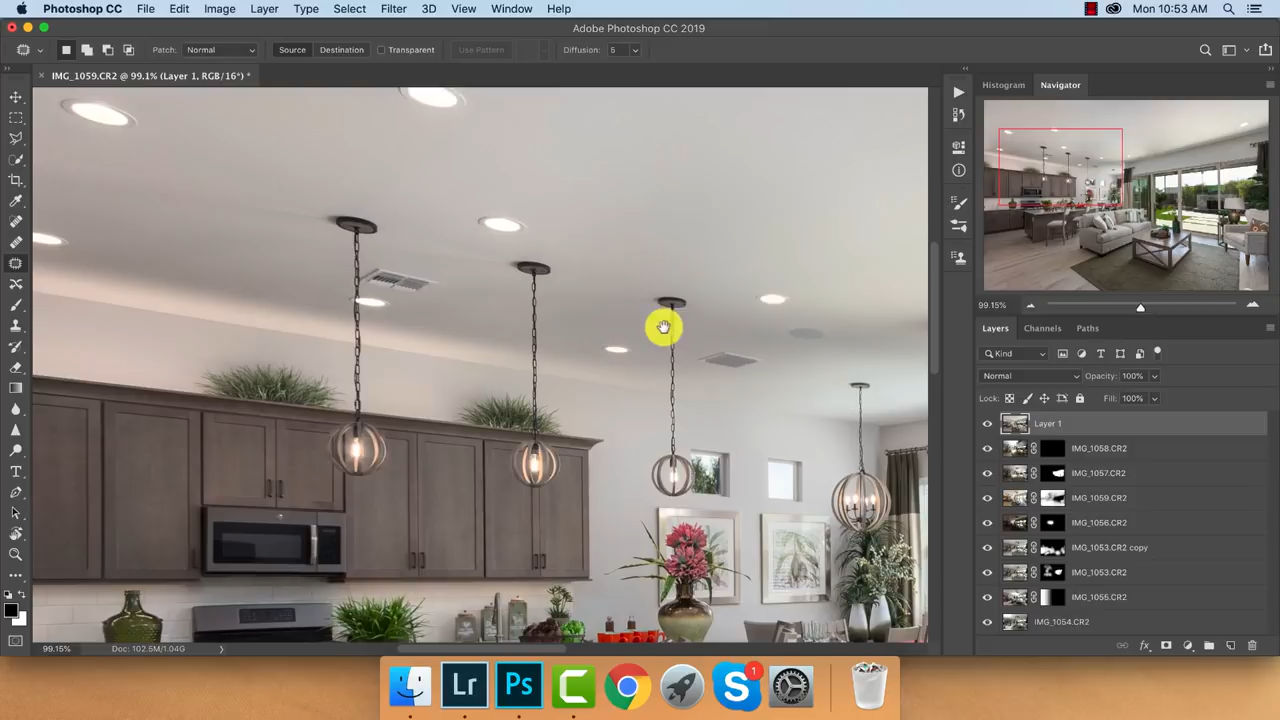 Photoshop CC File Edit Image Layer Type Select Filter 3D View Window Help Mon 10:53 AM
Adobe Photoshop CC 2019
Patch: Normal Source Destination Transparent Use Pattern Diffusion: 5
IMG_1059.CR2 @ 99.1% (Layer 1, RGB/16*) *
Histogram Navigator
99.15%
Layers Channels Paths
Kind
Normal Opacity: 100%
Lock: Fill: 100%
Layer 1
IMG_1058.CR2
IMG_1057.CR2
IMG_1059.CR2
IMG_1056.CR2
IMG_1053.CR2 copy
IMG_1053.CR2
IMG_1055.CR2
IMG_1054.CR2
99.15% Doc: 102.5M/1.04G
Lr Ps C S 1